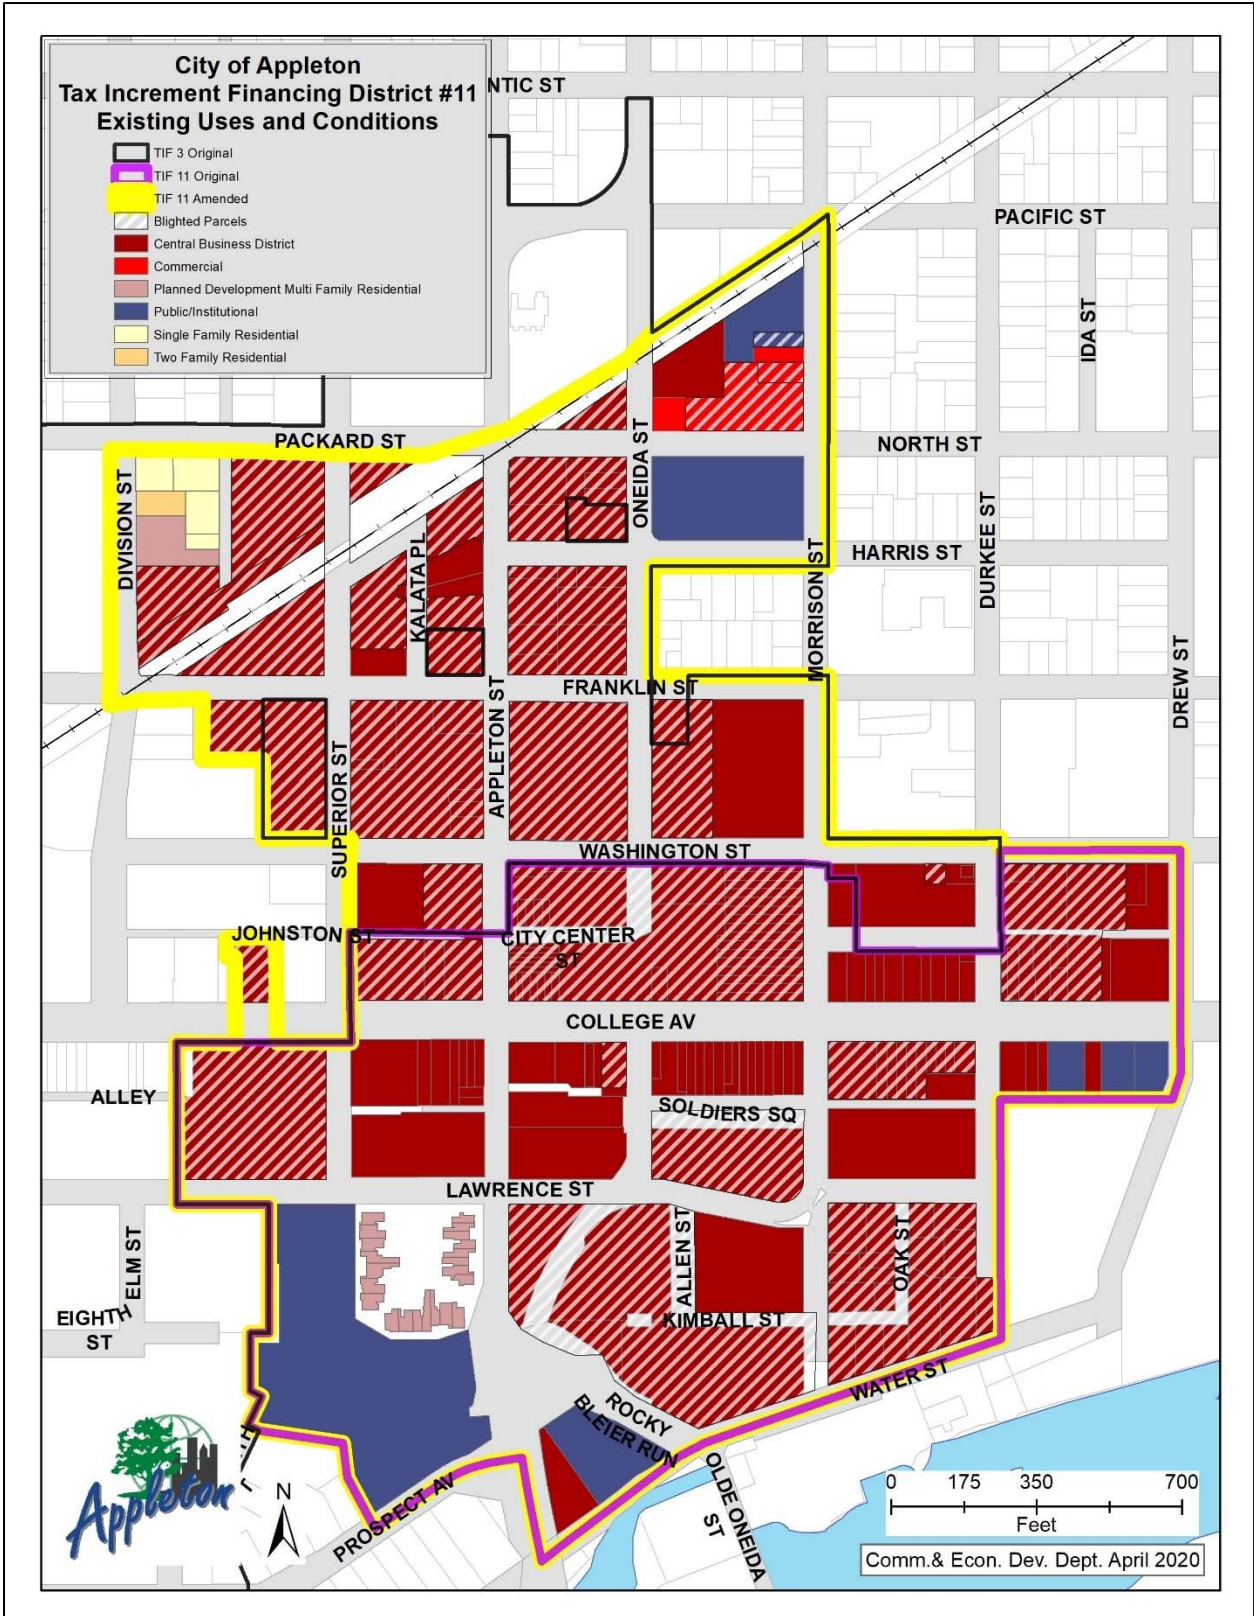 City of Appleton
Tax Increment Financing District #11
Existing Uses and Conditions
TIF 3 Original
TIF 11 Original
TIF 11 Amended
Blighted Parcels
Central Business District
Commercial
Planned Development Multi Family Residential
Public/Institutional
Single Family Residential
Two Family Residential
NTIC ST
PACIFIC ST
IDA ST
PACKARD ST
ONEIDA ST
NORTH ST
DIVISION ST
KALATA PL
HARRIS ST
DURKEE ST
MORRISON ST
FRANKLIN ST
DREW ST
APPLETON ST
SUPERIOR ST
WASHINGTON ST
JOHNSTON ST
CITY CENTER
ST
COLLEGE AV
ALLEY
SOLDIERS SQ
LAWRENCE ST
ELM ST
ALLEN ST
OAK ST
EIGHTH
ST
KIMBALL ST
WATER ST
ROCKY
BLEIER RUN
PROSPECT AV
OLDE ONEIDA
ST
Appleton
N
0 175 350 700
Feet
Comm.& Econ. Dev. Dept. April 2020